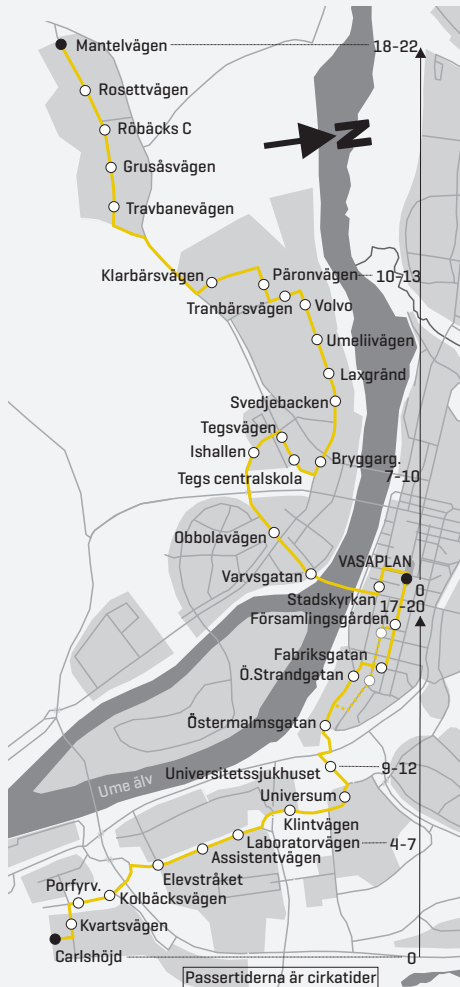 Mantelvägen
18-22
Rosettvägen
Röbäcks C
N
Grusåsvägen
Travbanevägen
Klarbärsvägen
Päronvägen
10-13
Tranbärsvägen
Volvo
Umeliivägen
Laxgränd
Svedjebacken
Tegsvägen
Ishallen
Bryggarg.
Tegs centralskola
7-10
Obbolavägen
VASAPLAN
Varvsgatan
0
Stadskyrkan
17-20
Församlingsgården
Fabriksgatan
Ö.Strandgatan
Östermalmsgatan
Universitetssjukhuset
9-12
Ume älv
Universum
Klintvägen
Laboratorvägen
4-7
Assistentvägen
Elevstråket
Porfyrv.
Kolbäcksvägen
Kvartsvägen
Carlshöjd
0
Passertiderna är cirkatider